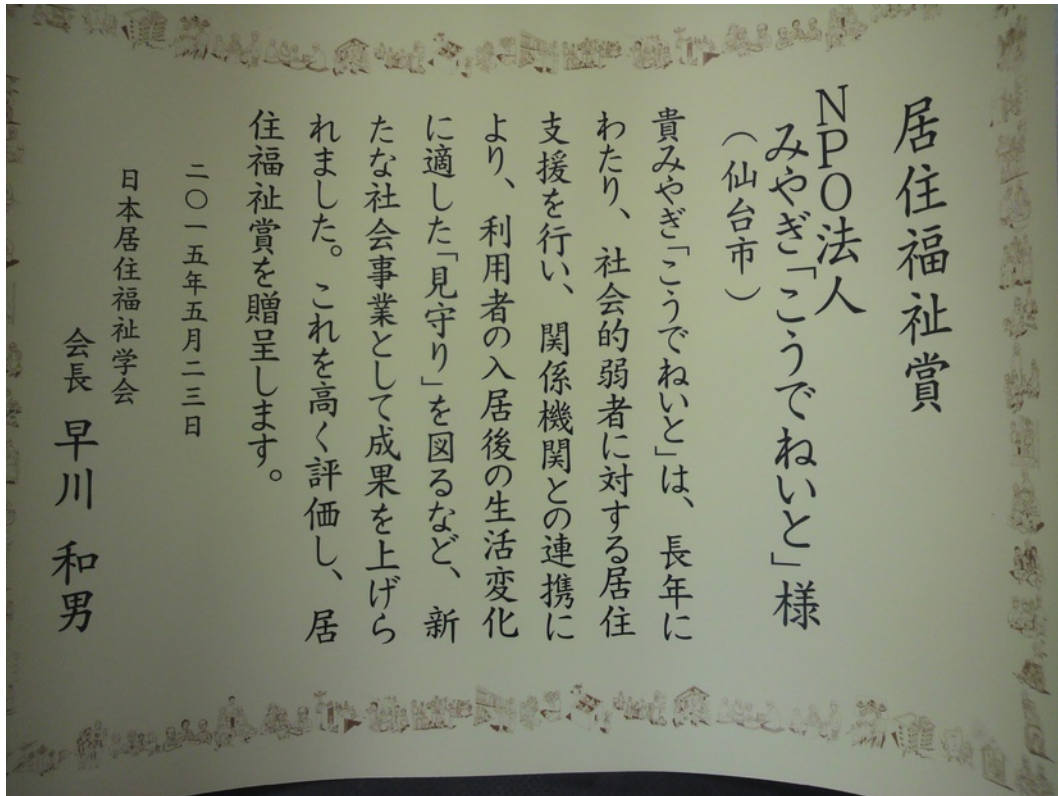 居住福祉賞
NPO法人
みやぎ「こうでねいと」様
（仙台市）
貴みやぎ「こうでねいと」は、長年に
わたり、社会的弱者に対する居住
支援を行い、関係機関との連携に
より、利用者の入居後の生活変化
に適した「見守り」を図るなど、新
たな社会事業として成果を上げら
れました。これを高く評価し、居
住福祉賞を贈呈します。
二〇一五年五月二三日
日本居住福祉学会
会長 早川 和男